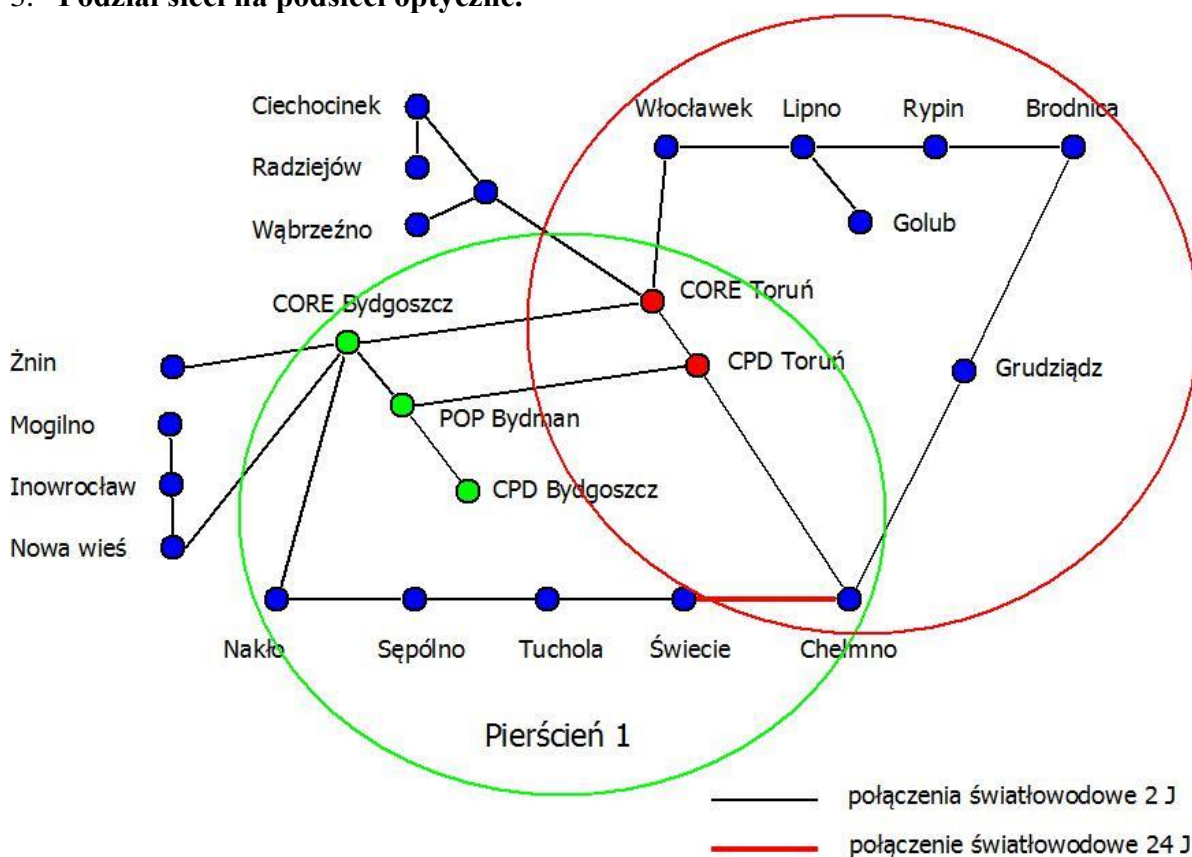 3. Podział sieci na podsieci optyczne.
Ciechocinek
Włocławek Lipno Rypin Brodnica
Radziejów
Wąbrzeźno
Golub
CORE Toruń
CORE Bydgoszcz
Żnin
CPD Toruń
Grudziądz
Mogilno
POP Bydman
Inowrocław
CPD Bydgoszcz
Nowa wieś
Nakło Sępólno Tuchola Świecie Chełmno
Pierścień 1
połączenia światłowodowe 2 J
połączenie światłowodowe 24 J